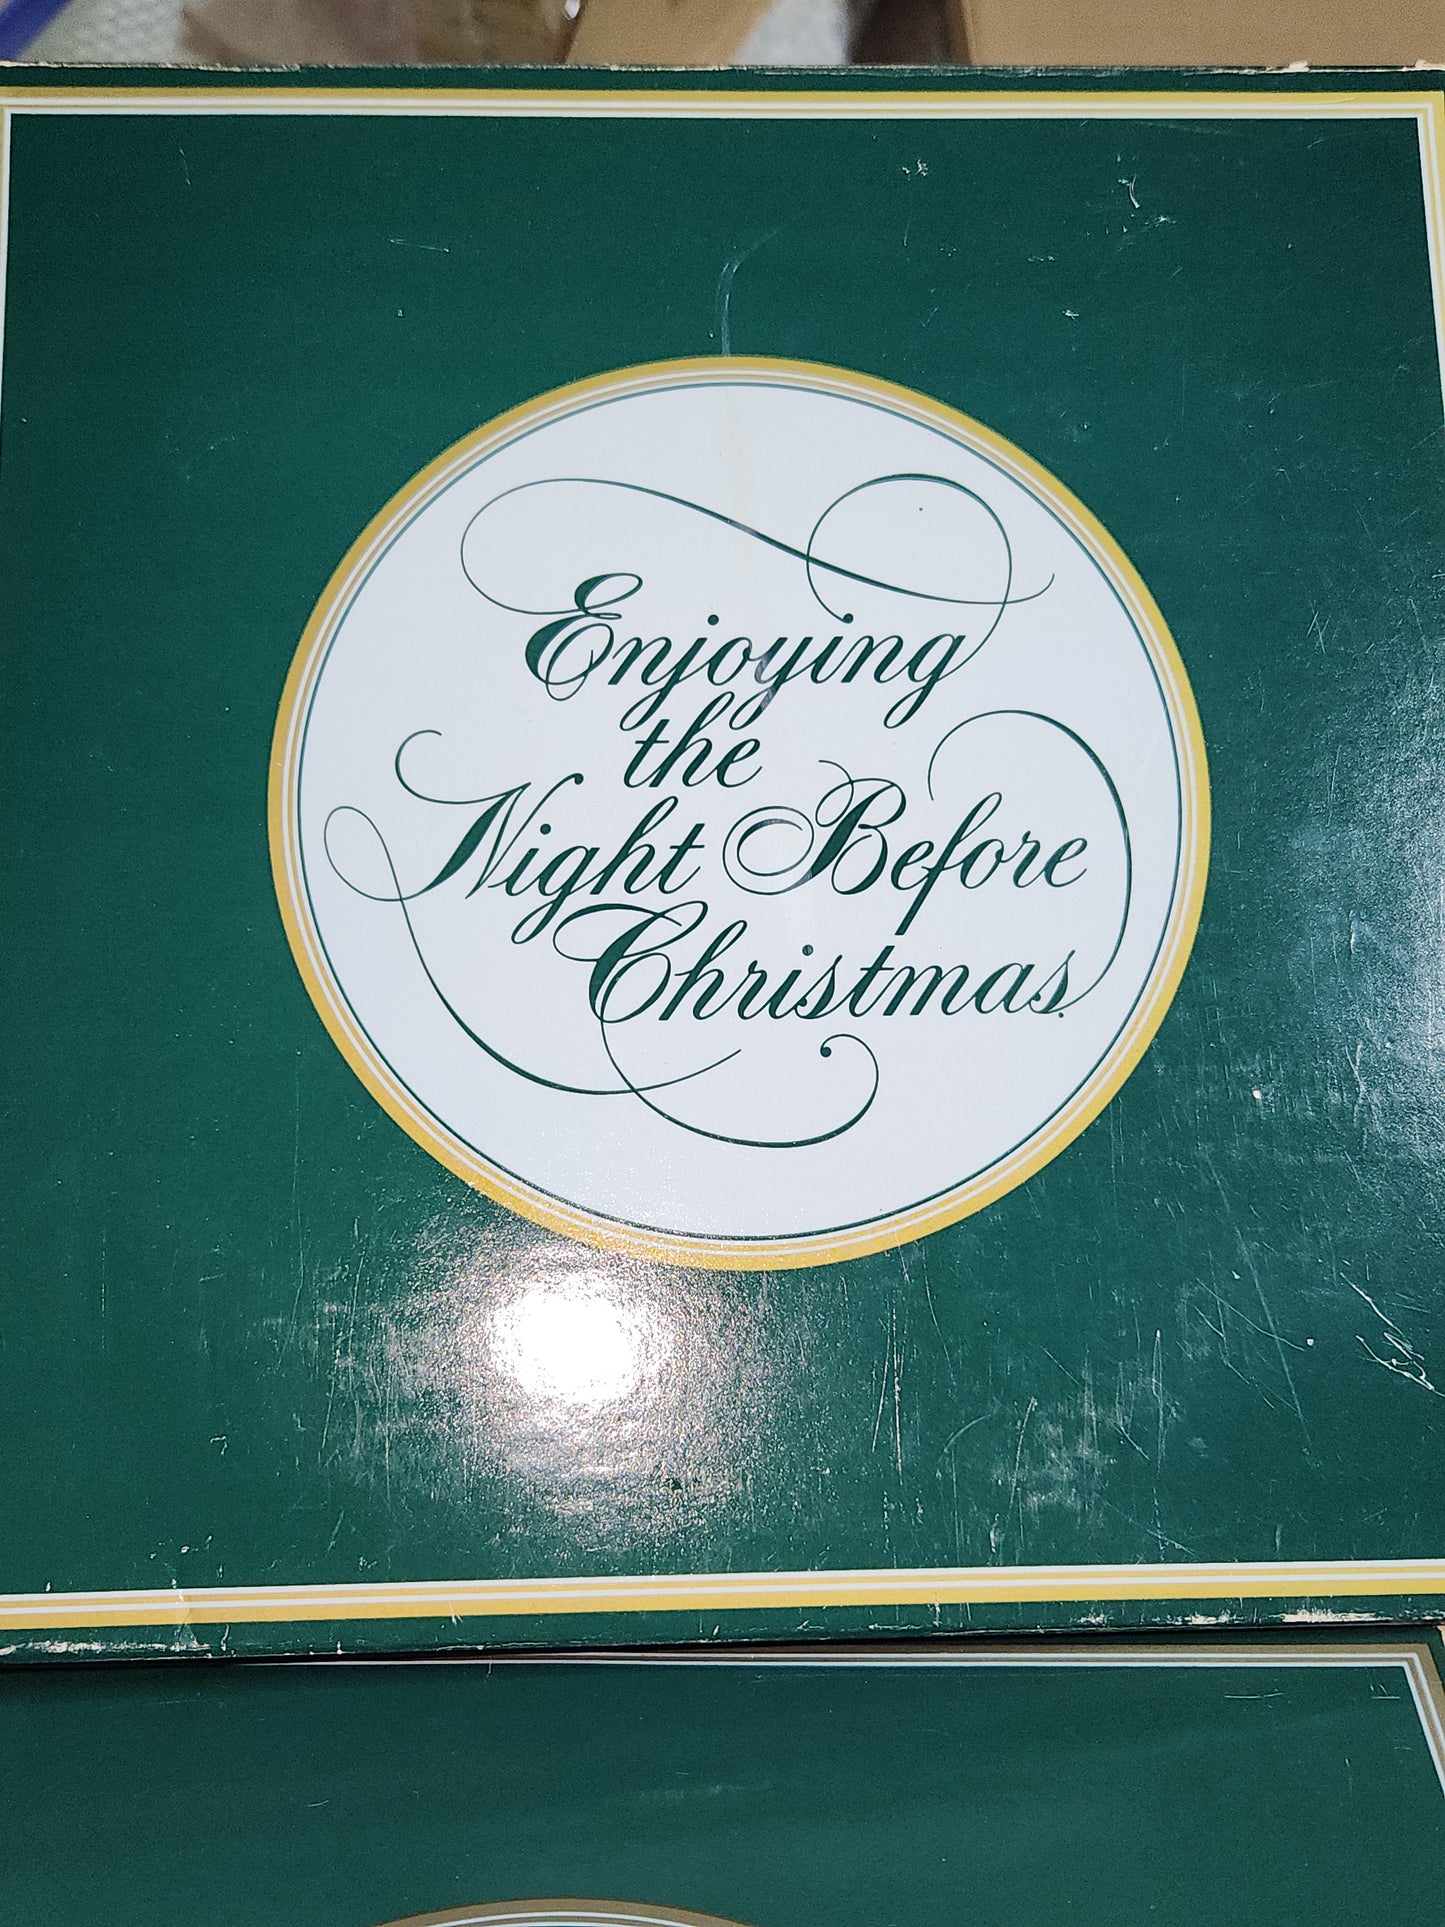 Enjoying
the
Night Before
Christmas.